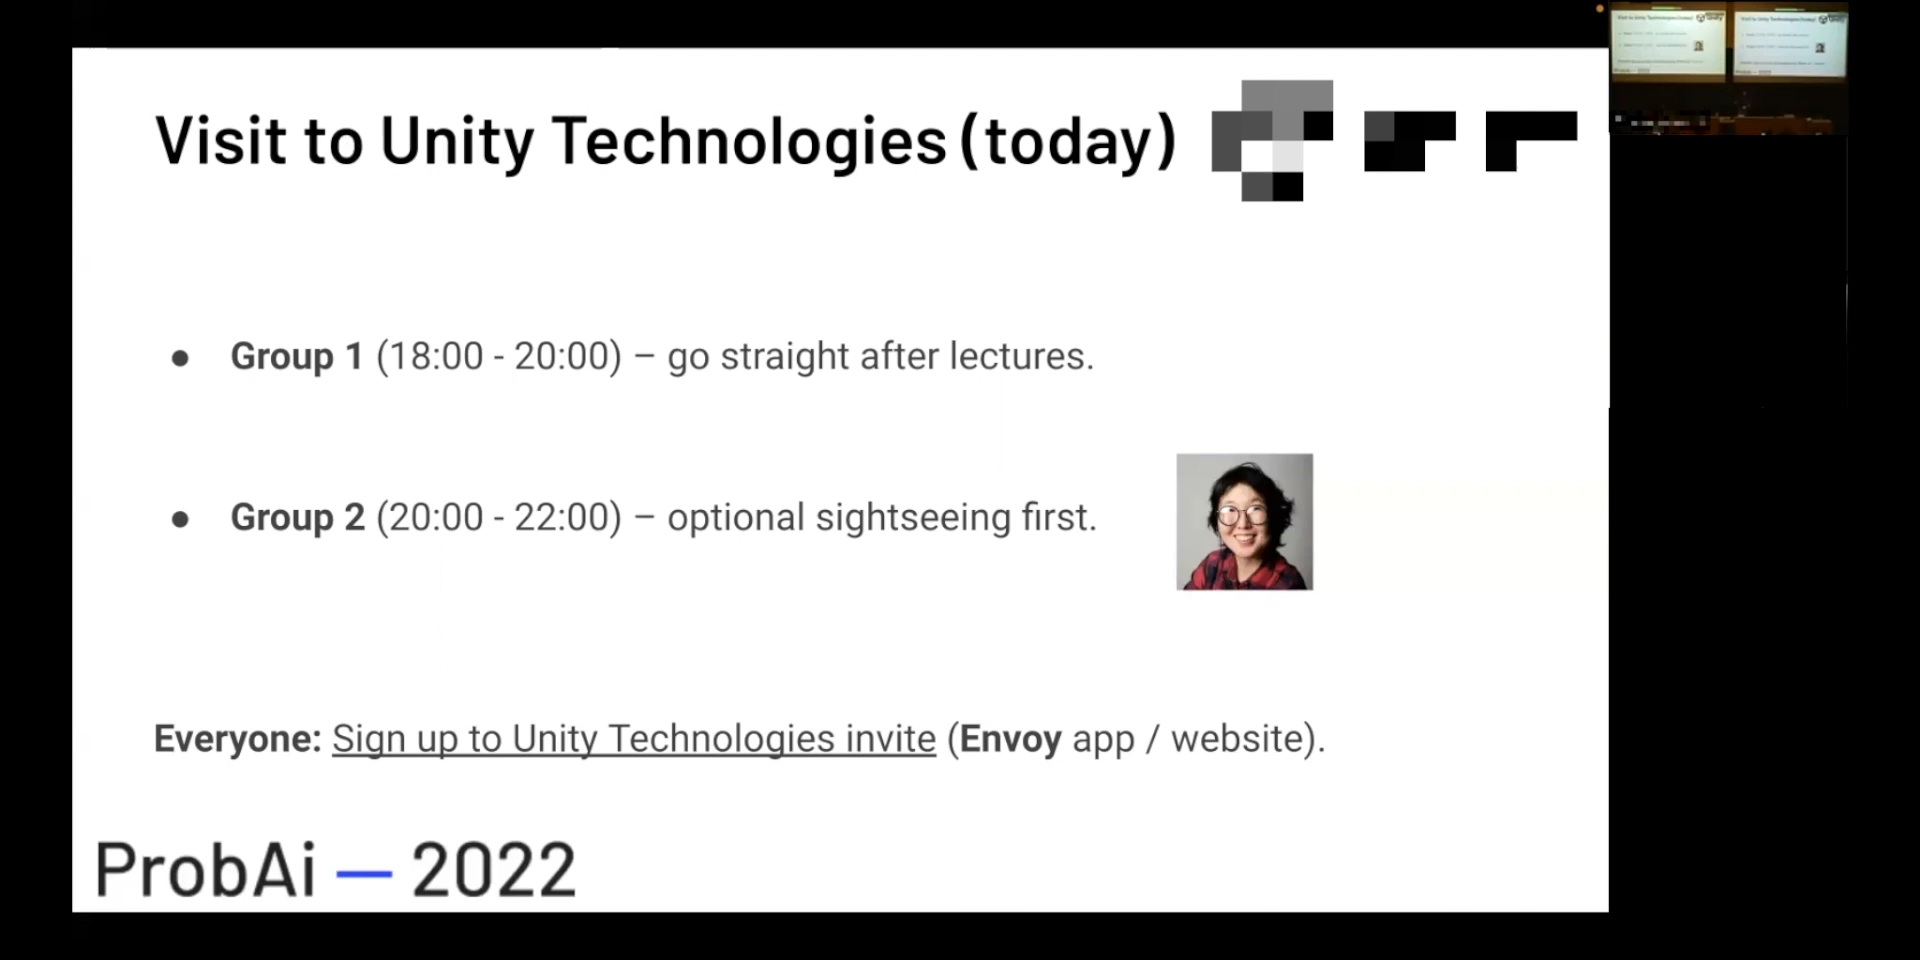 Visit to Unity Technologies (today)
● Group 1 (18:00 - 20:00) – go straight after lectures.
● Group 2 (20:00 - 22:00) – optional sightseeing first.
Everyone: Sign up to Unity Technologies invite (Envoy app / website).
ProbAi — 2022